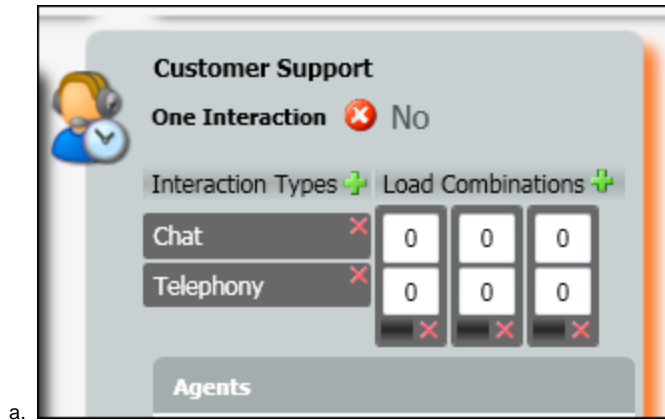 Customer Support
One Interaction No
Interaction Types Load Combinations
Chat 0 0 0
Telephony 0 0 0
Agents
a.